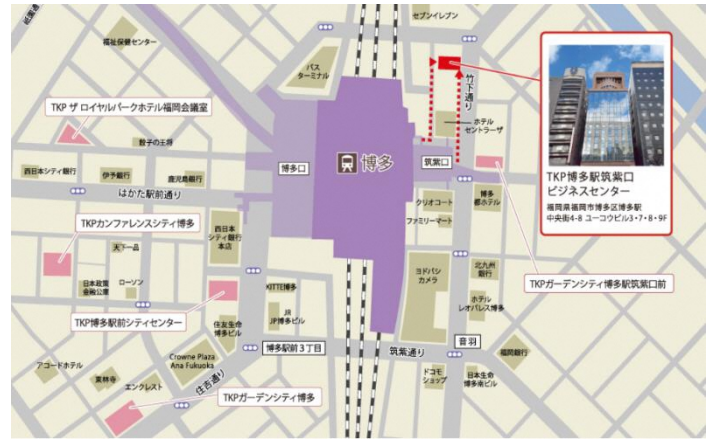 セブンイレブン
紙紫通り
福祉保健センター
バス
ターミナル
竹下通り
TKP ザ ロイヤルパークホテル福岡会議室
ホテル
セントラーザ
餃子の王将
西日本シティ銀行
伊予銀行
鹿児島銀行
博多口
博多
筑紫口
TKP博多駅筑紫口
ビジネスセンター
福岡県福岡市博多区博多駅
中央街4-8 ユーコウビル3・7・8・9F
はかた駅前通り
クリオコート
博多
都ホテル
ファミリーマート
西日本
シティ銀行
本店
TKPカンファレンスシティ博多
天下一品
日本政策
金融公庫
ローソン
ヨドバシ
カメラ
北九州
銀行
TKPガーデンシティ博多駅筑紫口前
KITTE博多
ホテル
レオパレス博多
TKP博多駅前シティセンター
JR
JP博多ビル
住友生命
博多ビル
博多駅前3丁目
筑紫通り
音羽
福岡銀行
Crowne Plaza
Ana Fukuoka
アコードホテル
東林寺
エンクレスト
住吉通り
ドコモ
ショップ
日本生命
博多南ビル
TKPガーデンシティ博多